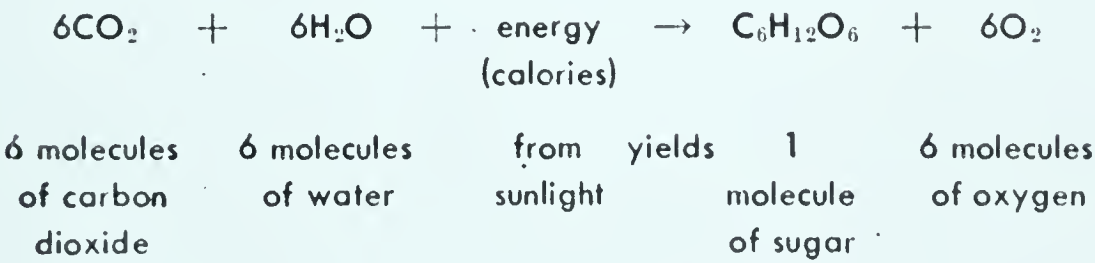 6CO₂ + 6H₂O + energy → C₆H₁₂O₆ + 6O₂
(calories)
6 molecules 6 molecules from yields 1 6 molecules
of carbon of water sunlight molecule of oxygen
dioxide of sugar